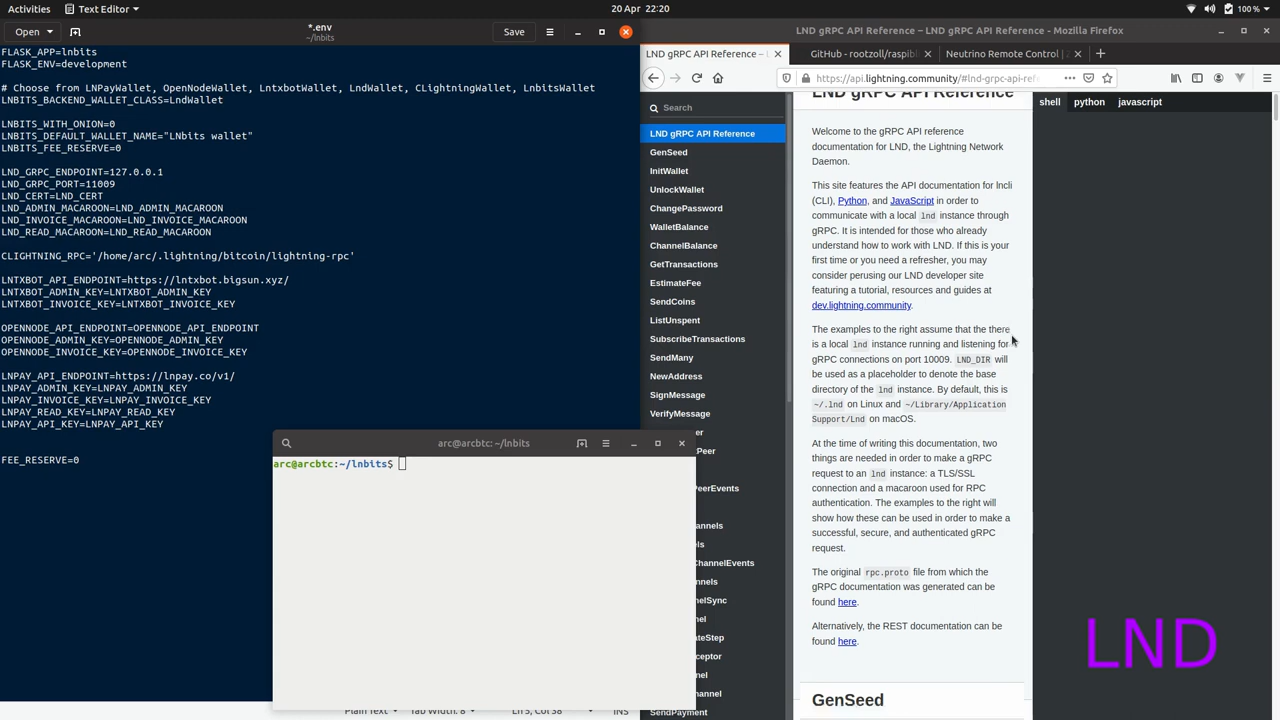 Activities
Text Editor
20 Apr 22:20
100 %
Open
*.env
~/lnbits
Save
FLASK_APP=lnbits
FLASK_ENV=development
# Choose from LNPayWallet, OpenNodeWallet, LntxbotWallet, LndWallet, CLightningWallet, LnbitsWallet
LNBITS_BACKEND_WALLET_CLASS=LndWallet
LNBITS_WITH_ONION=0
LNBITS_DEFAULT_WALLET_NAME="LNbits wallet"
LNBITS_FEE_RESERVE=0
LND_GRPC_ENDPOINT=127.0.0.1
LND_GRPC_PORT=11009
LND_CERT=LND_CERT
LND_ADMIN_MACAROON=LND_ADMIN_MACAROON
LND_INVOICE_MACAROON=LND_INVOICE_MACAROON
LND_READ_MACAROON=LND_READ_MACAROON
CLIGHTNING_RPC='/home/arc/.lightning/bitcoin/lightning-rpc'
LNTXBOT_API_ENDPOINT=https://lntxbot.bigsun.xyz/
LNTXBOT_ADMIN_KEY=LNTXBOT_ADMIN_KEY
LNTXBOT_INVOICE_KEY=LNTXBOT_INVOICE_KEY
OPENNODE_API_ENDPOINT=OPENNODE_API_ENDPOINT
OPENNODE_ADMIN_KEY=OPENNODE_ADMIN_KEY
OPENNODE_INVOICE_KEY=OPENNODE_INVOICE_KEY
LNPAY_API_ENDPOINT=https://lnpay.co/v1/
LNPAY_ADMIN_KEY=LNPAY_ADMIN_KEY
LNPAY_INVOICE_KEY=LNPAY_INVOICE_KEY
LNPAY_READ_KEY=LNPAY_READ_KEY
LNPAY_API_KEY=LNPAY_API_KEY
FEE_RESERVE=0
Plain Text
Tab Width: 8
Ln 5, Col 38
INS
arc@arcbtc: ~/lnbits
arc@arcbtc:~/lnbits$
LND gRPC API Reference – LND gRPC API Reference - Mozilla Firefox
LND gRPC API Reference
GitHub - rootzoll/raspibl
Neutrino Remote Control | Z
https://api.lightning.community/#lnd-grpc-api-refe
Search
LND gRPC API Reference
GenSeed
InitWallet
UnlockWallet
ChangePassword
WalletBalance
ChannelBalance
GetTransactions
EstimateFee
SendCoins
ListUnspent
SubscribeTransactions
SendMany
NewAddress
SignMessage
VerifyMessage
er
Peer
PeerEvents
annels
els
ChannelEvents
nnels
nelSync
nel
ateStep
ceptor
nel
hannel
SendPayment
LND gRPC API Reference
Welcome to the gRPC API reference
documentation for LND, the Lightning Network
Daemon.
This site features the API documentation for lncli
(CLI), Python, and JavaScript in order to
communicate with a local lnd instance through
gRPC. It is intended for those who already
understand how to work with LND. If this is your
first time or you need a refresher, you may
consider perusing our LND developer site
featuring a tutorial, resources and guides at
dev.lightning.community.
The examples to the right assume that the there
is a local lnd instance running and listening for
gRPC connections on port 10009. LND_DIR will
be used as a placeholder to denote the base
directory of the lnd instance. By default, this is
~/.lnd on Linux and ~/Library/Application
Support/Lnd on macOS.
At the time of writing this documentation, two
things are needed in order to make a gRPC
request to an lnd instance: a TLS/SSL
connection and a macaroon used for RPC
authentication. The examples to the right will
show how these can be used in order to make a
successful, secure, and authenticated gRPC
request.
The original rpc.proto file from which the
gRPC documentation was generated can be
found here.
Alternatively, the REST documentation can be
found here.
GenSeed
shell
python
javascript
LND